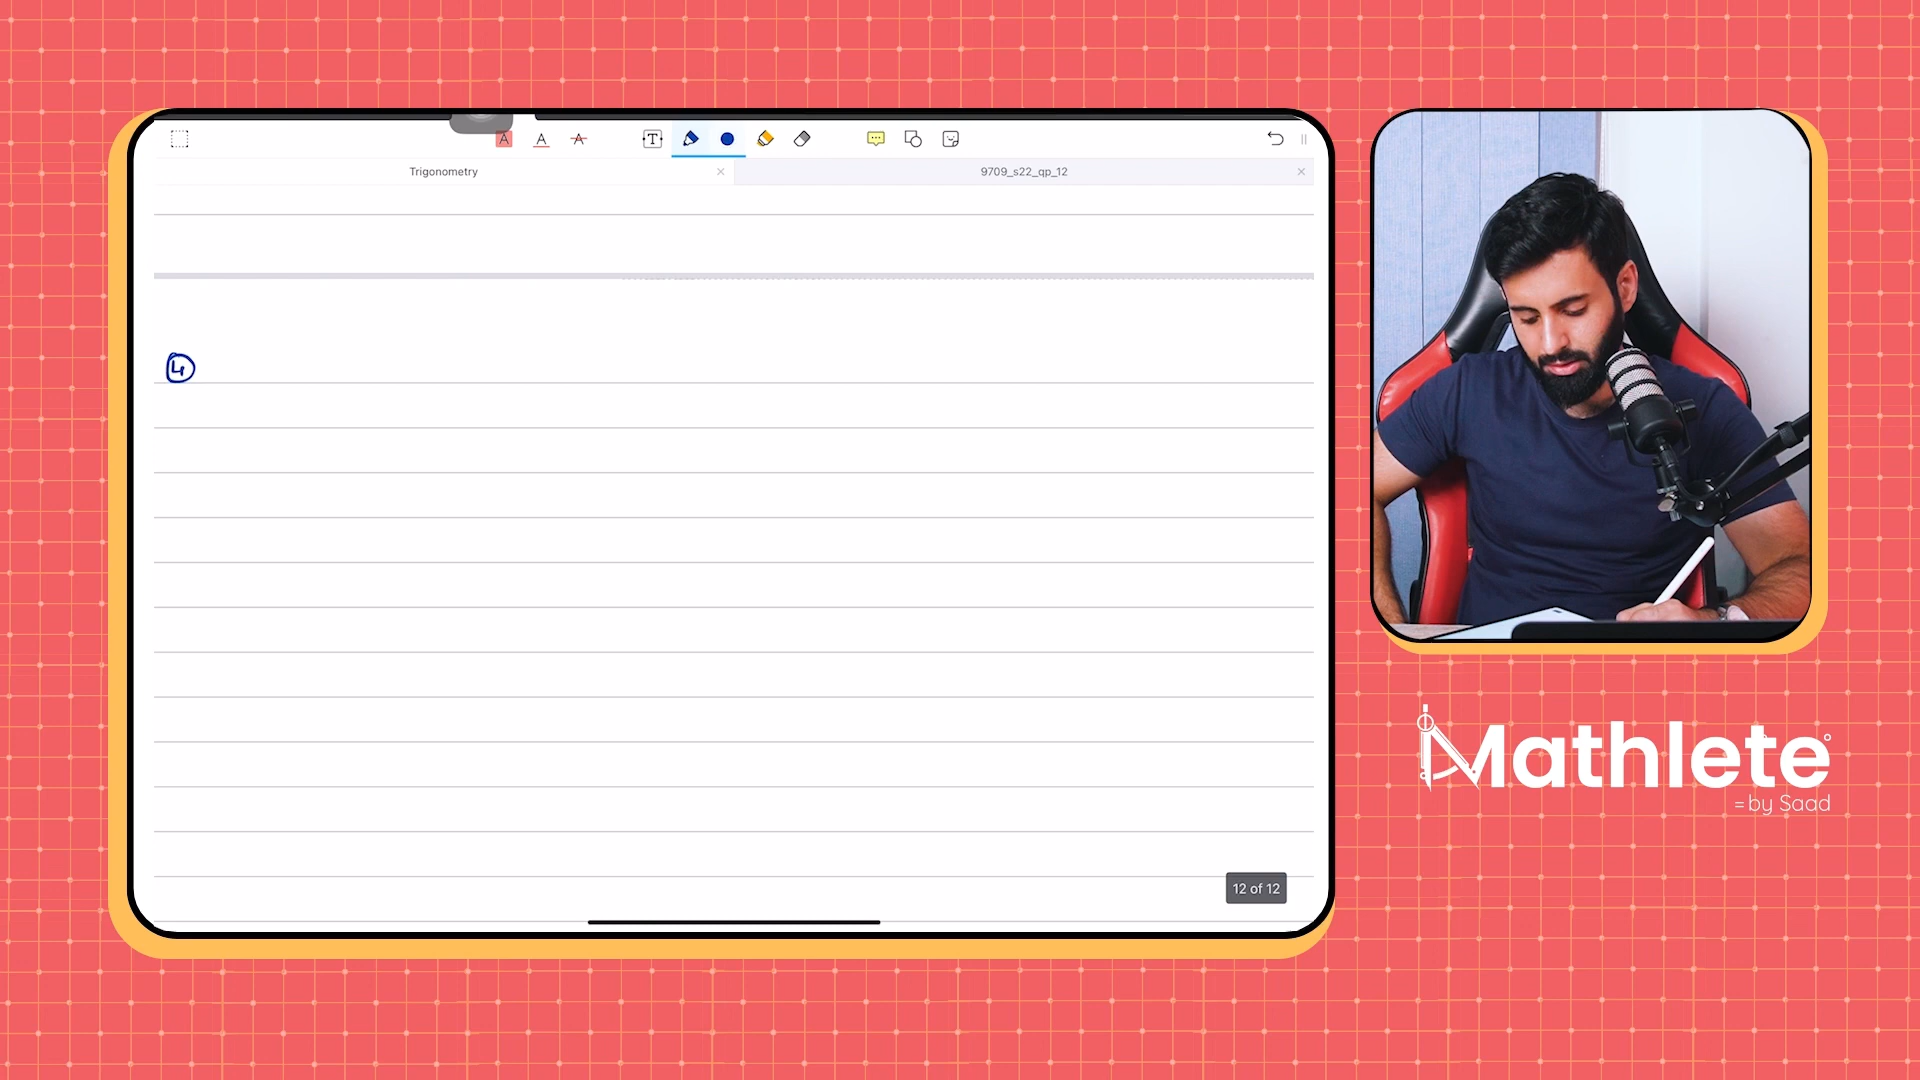 A A A T
Trigonometry
9709_s22_qp_12
4
12 of 12
Mathlete
=by Saad